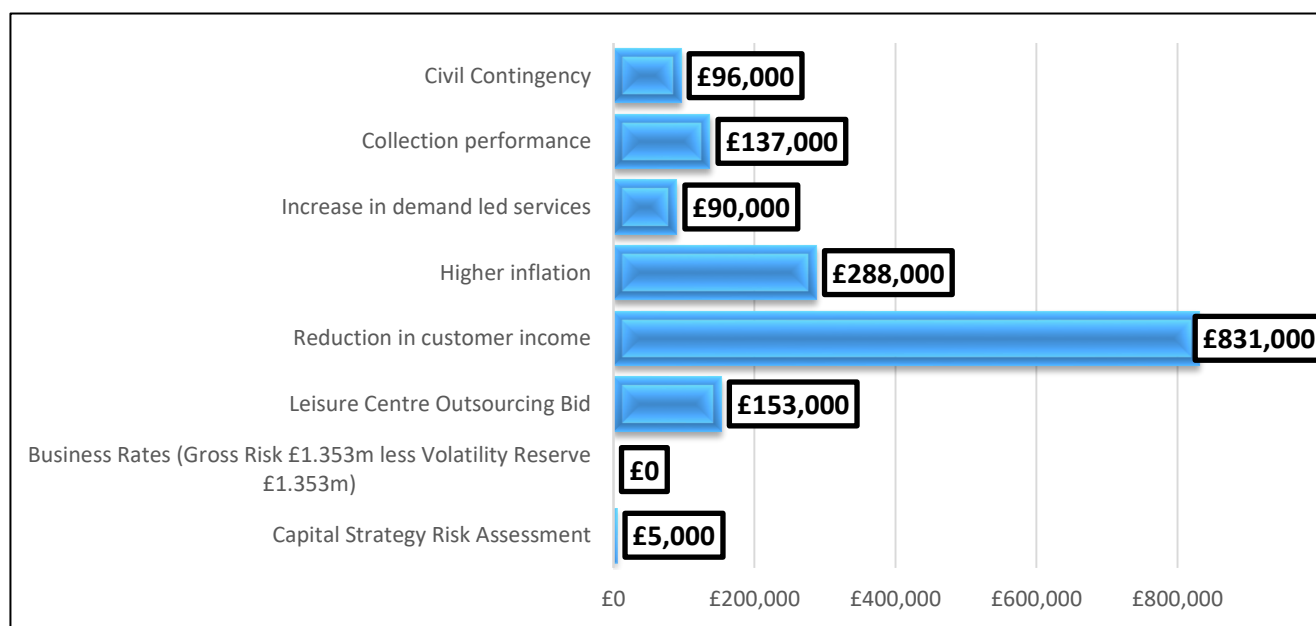 Civil Contingency
£96,000
Collection performance
£137,000
Increase in demand led services
£90,000
Higher inflation
£288,000
Reduction in customer income
£831,000
Leisure Centre Outsourcing Bid
£153,000
Business Rates (Gross Risk £1.353m less Volatility Reserve
£1.353m)
£0
Capital Strategy Risk Assessment
£5,000
£0 £200,000 £400,000 £600,000 £800,000